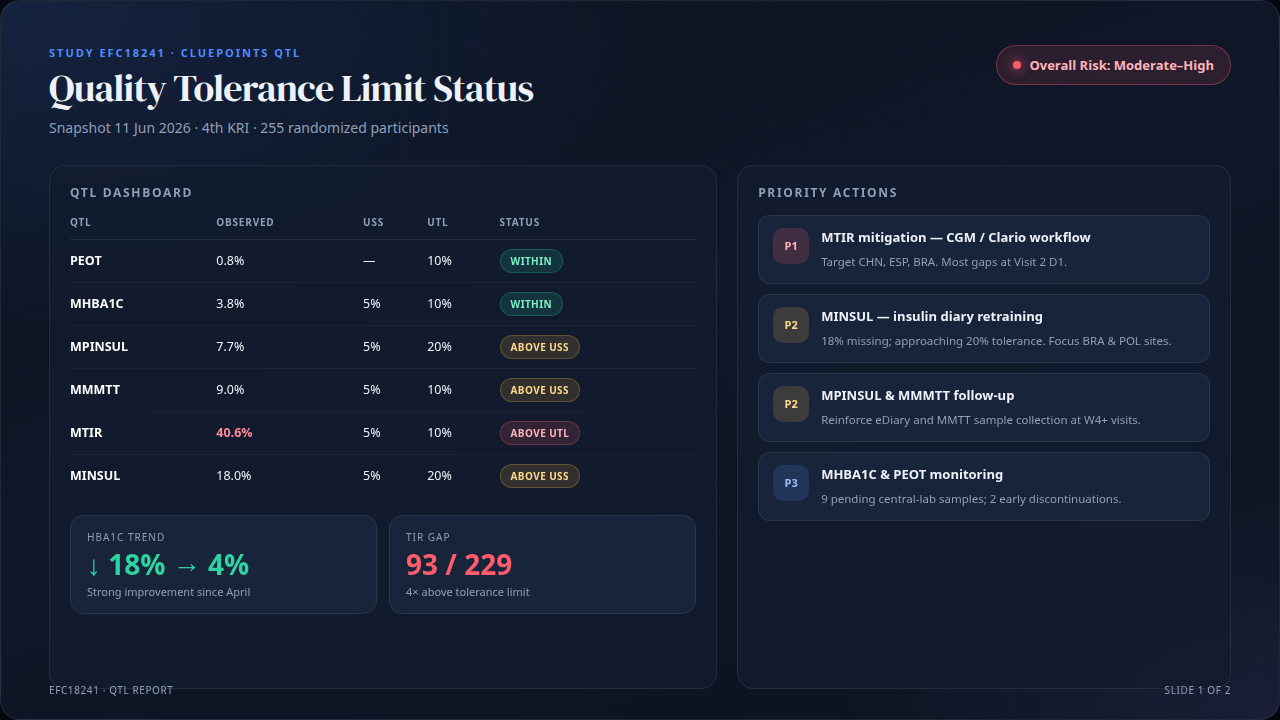 STUDY EFC18241 · CLUEPOINTS QTL
Quality Tolerance Limit Status
Snapshot 11 Jun 2026 · 4th KRI · 255 randomized participants
Overall Risk: Moderate–High
QTL DASHBOARD
QTL OBSERVED USS UTL STATUS
PEOT 0.8% — 10% WITHIN
MHBA1C 3.8% 5% 10% WITHIN
MPINSUL 7.7% 5% 20% ABOVE USS
MMMTT 9.0% 5% 10% ABOVE USS
MTIR 40.6% 5% 10% ABOVE UTL
MINSUL 18.0% 5% 20% ABOVE USS
HBA1C TREND
↓ 18% → 4%
Strong improvement since April
TIR GAP
93 / 229
4× above tolerance limit
PRIORITY ACTIONS
P1
MTIR mitigation — CGM / Clario workflow
Target CHN, ESP, BRA. Most gaps at Visit 2 D1.
P2
MINSUL — insulin diary retraining
18% missing; approaching 20% tolerance. Focus BRA & POL sites.
P2
MPINSUL & MMMTT follow-up
Reinforce eDiary and MMTT sample collection at W4+ visits.
P3
MHBA1C & PEOT monitoring
9 pending central-lab samples; 2 early discontinuations.
EFC18241 · QTL REPORT
SLIDE 1 OF 2